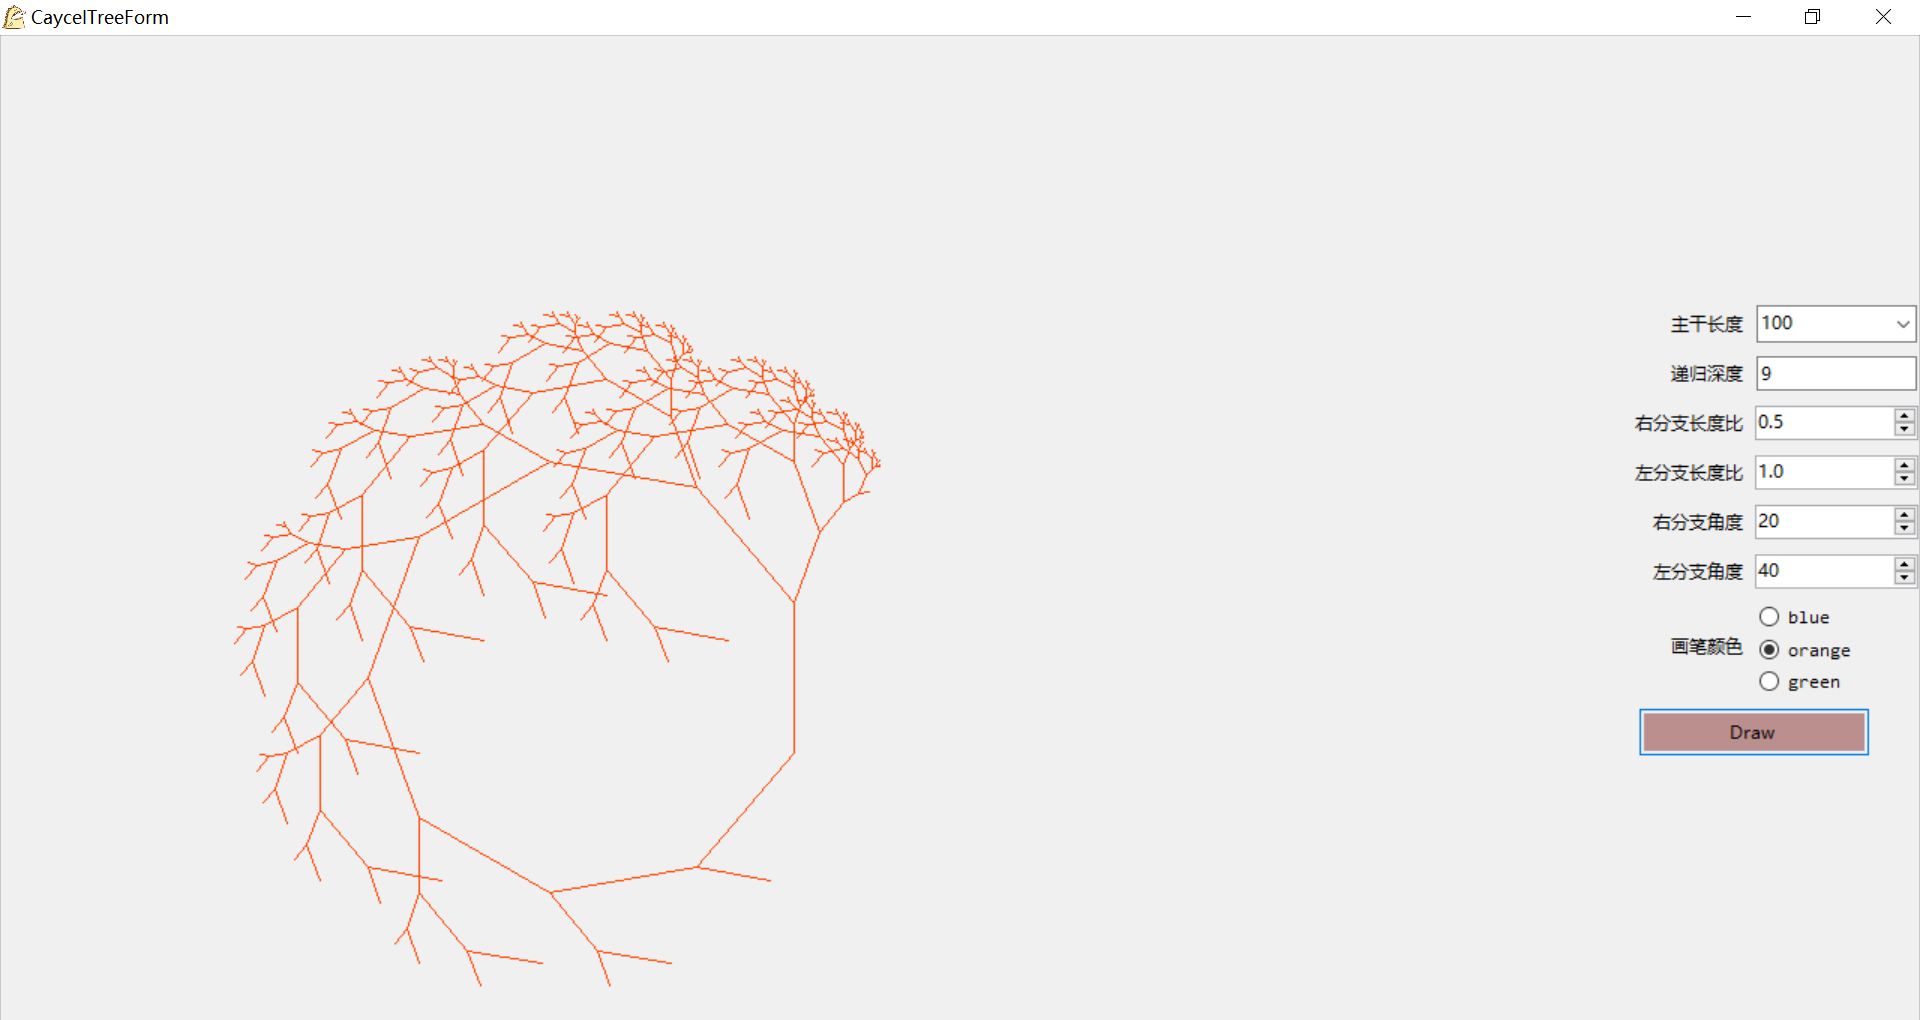 CaycelTreeForm
主干长度 100
递归深度 9
右分支长度比 0.5
左分支长度比 1.0
右分支角度 20
左分支角度 40
画笔颜色
blue
orange
green
Draw